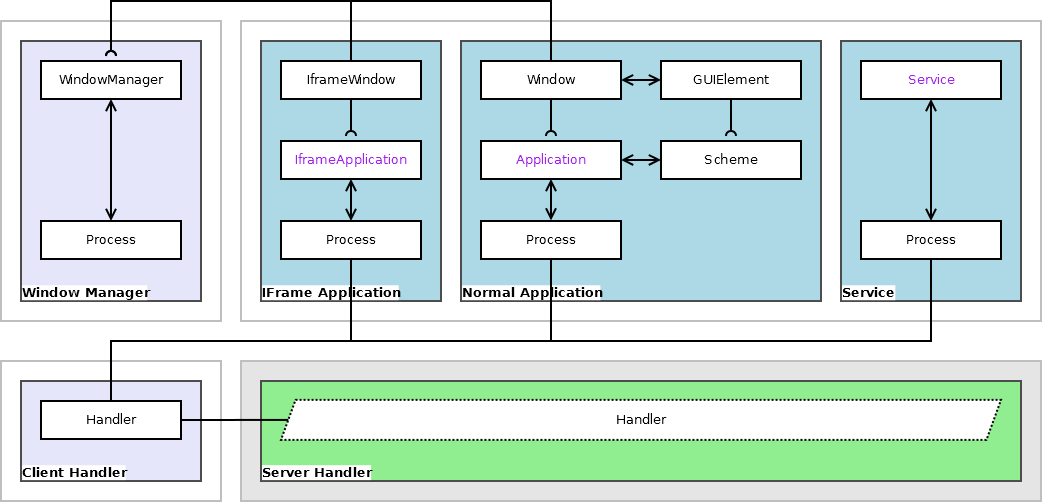 WindowManager
Process
Window Manager
IframeWindow
IframeApplication
Process
IFrame Application
Window
GUIElement
Application
Scheme
Process
Normal Application
Service
Process
Service
Handler
Client Handler
Handler
Server Handler